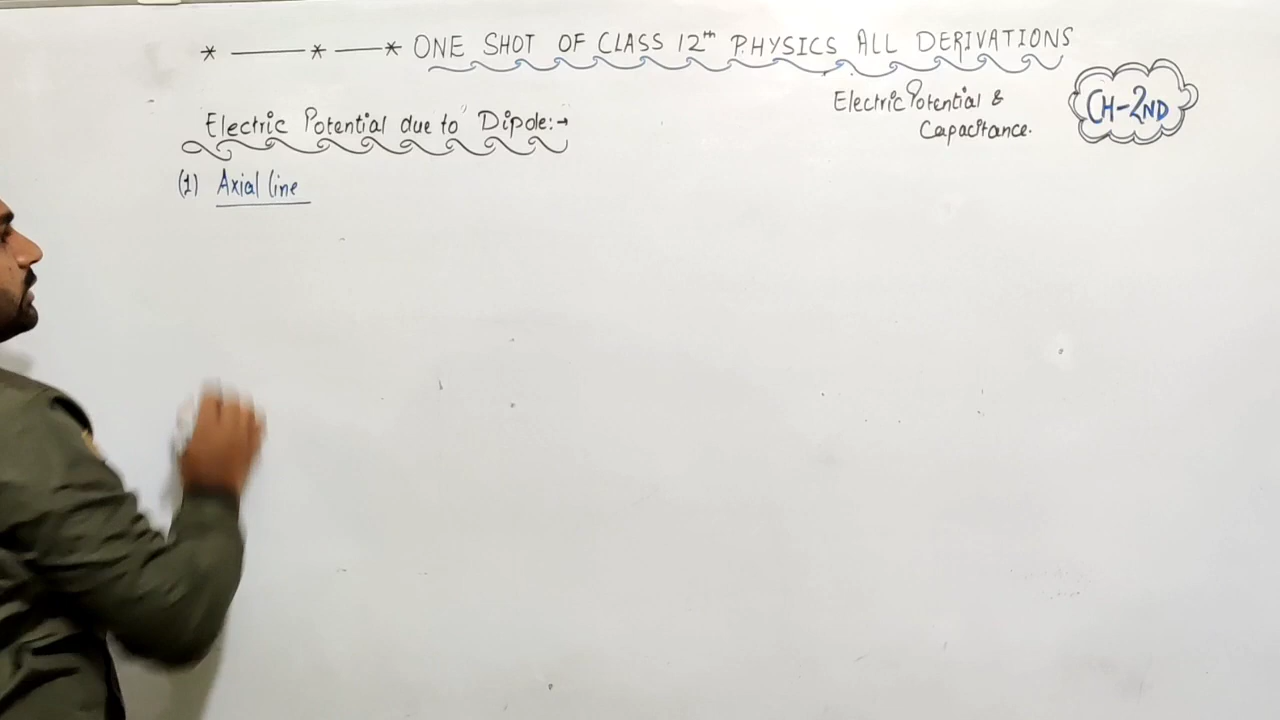 * ——— * —— * ONE SHOT OF CLASS 12th PHYSICS ALL DERIVATIONS
Electric Potential &
Capacitance.
CH-2ND
Electric Potential due to Dipole:→
(1) Axial line